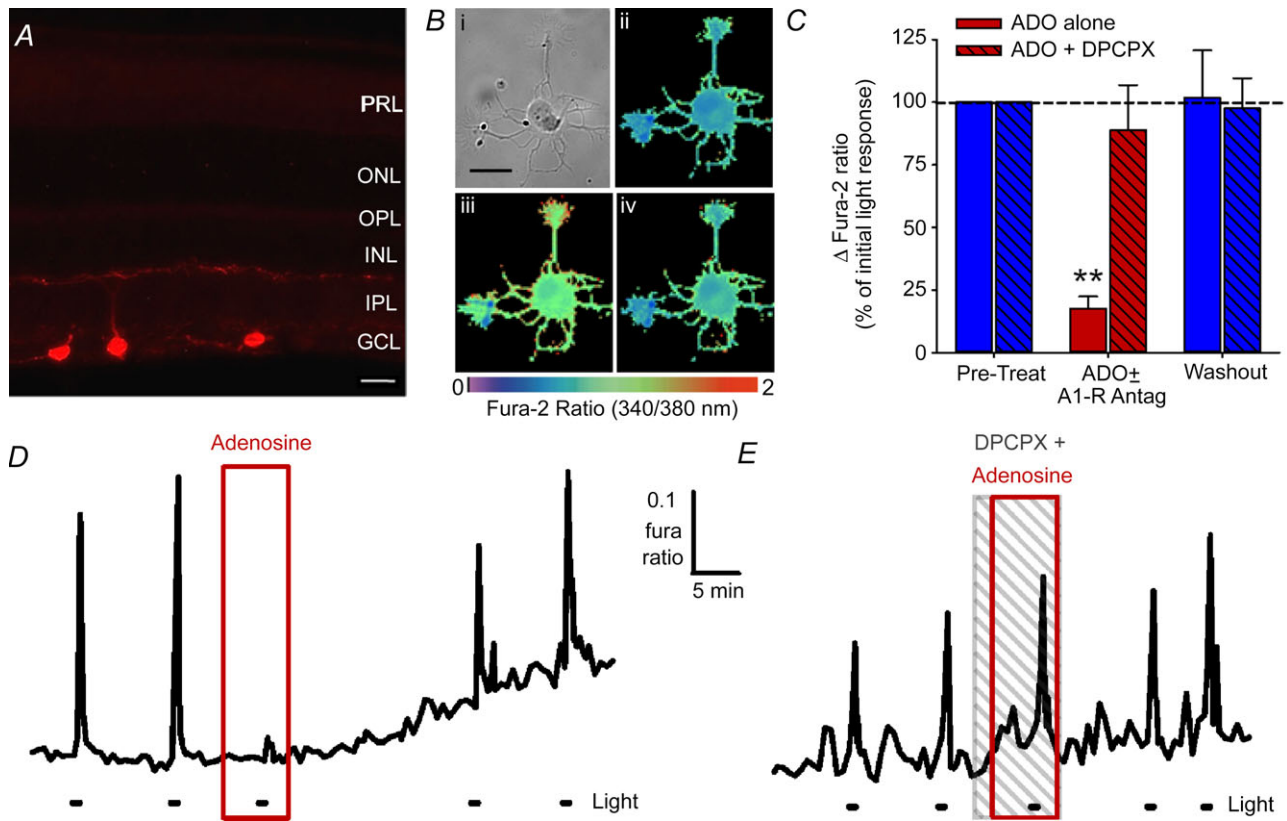 A
PRL
ONL
OPL
INL
IPL
GCL
B
i
ii
iii
iv
0
2
Fura-2 Ratio (340/380 nm)
C
ADO alone
ADO + DPCPX
Δ Fura-2 ratio
(% of initial light response)
125
100
75
50
25
0
**
Pre-Treat
ADO±
A1-R Antag
Washout
D
Adenosine
0.1
fura
ratio
5 min
Light
E
DPCPX +
Adenosine
Light